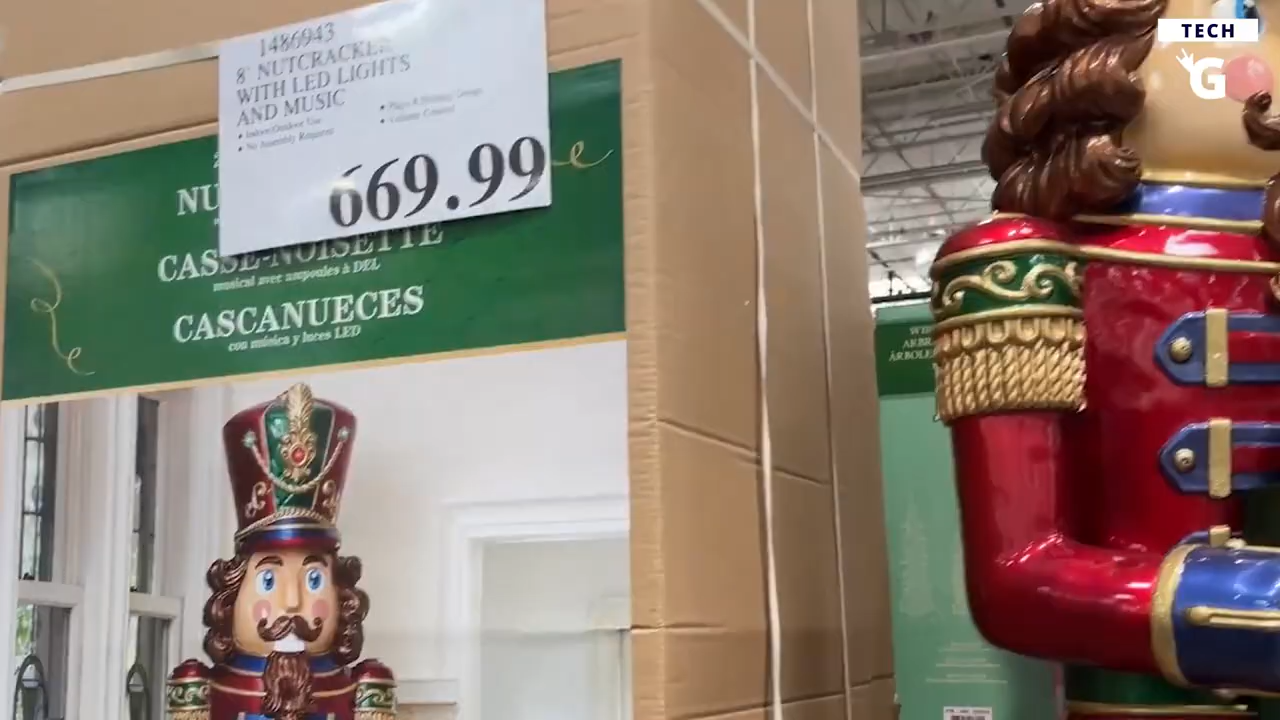 TECH
G
1486943
8' NUTCRACKER
WITH LED LIGHTS
AND MUSIC
• Indoor/Outdoor Use
• No Assembly Required
• Volume Control
669.99
NU
CASSE-NOISETTE
musical avec ampoules à DEL
CASCANUECES
con música y luces LED